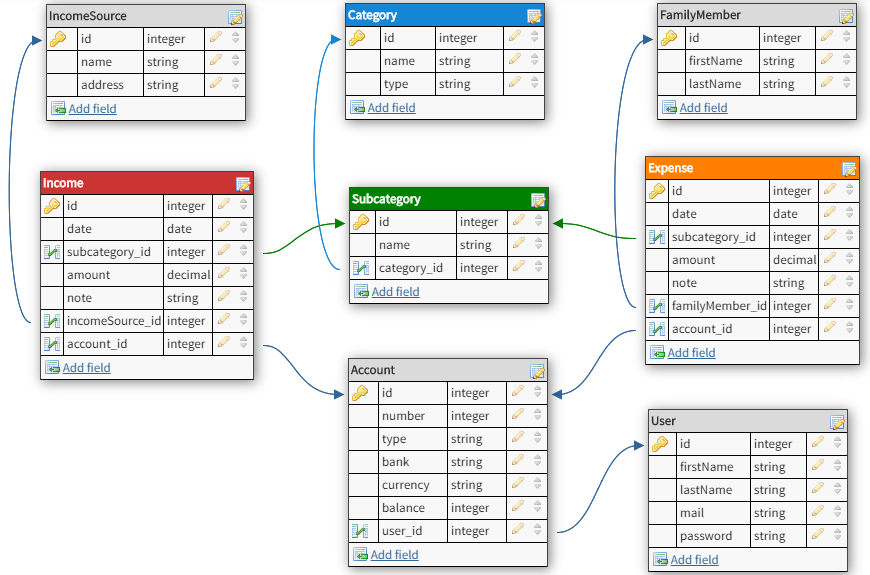 IncomeSource
id integer
name string
address string
Add field
Category
id integer
name string
type string
Add field
FamilyMember
id integer
firstName string
lastName string
Add field
Income
id integer
date date
subcategory_id integer
amount decimal
note string
incomeSource_id integer
account_id integer
Add field
Subcategory
id integer
name string
category_id integer
Add field
Expense
id integer
date date
subcategory_id integer
amount decimal
note string
familyMember_id integer
account_id integer
Add field
Account
id integer
number integer
type string
bank string
currency string
balance integer
user_id integer
Add field
User
id integer
firstName string
lastName string
mail string
password string
Add field